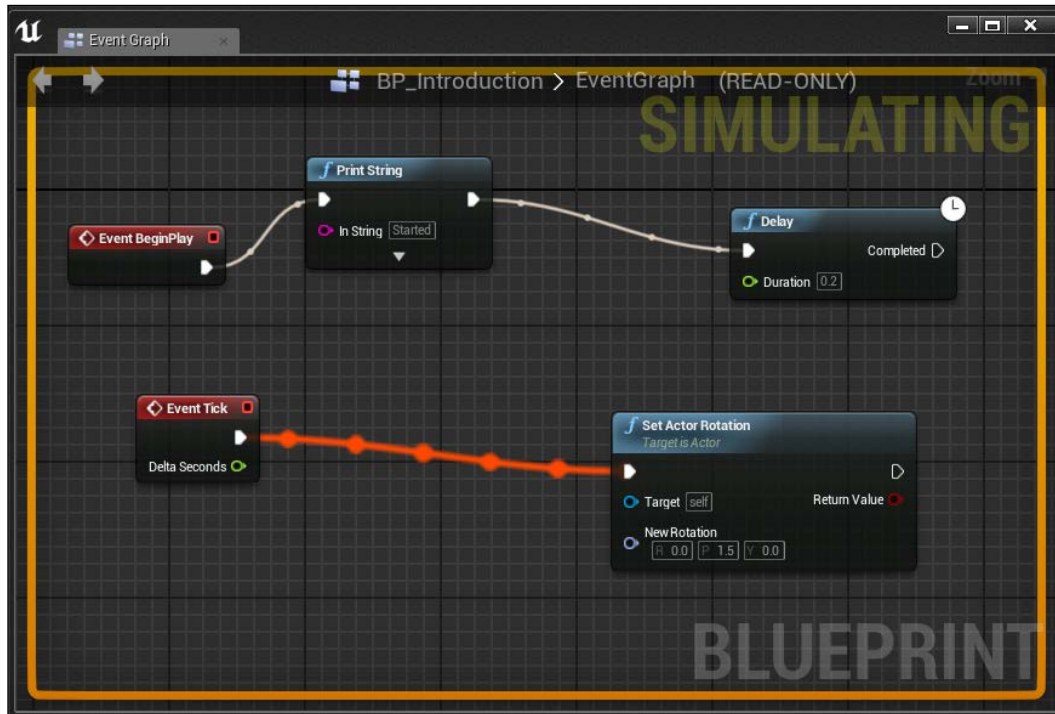 Event Graph
BP_Introduction > EventGraph (READ-ONLY)
Zoom
SIMULATING
Print String
In String Started
Event BeginPlay
Delay
Completed
Duration 0.2
Event Tick
Delta Seconds
Set Actor Rotation
Target is Actor
Target self
Return Value
New Rotation
R 0.0 P 1.5 Y 0.0
BLUEPRINT